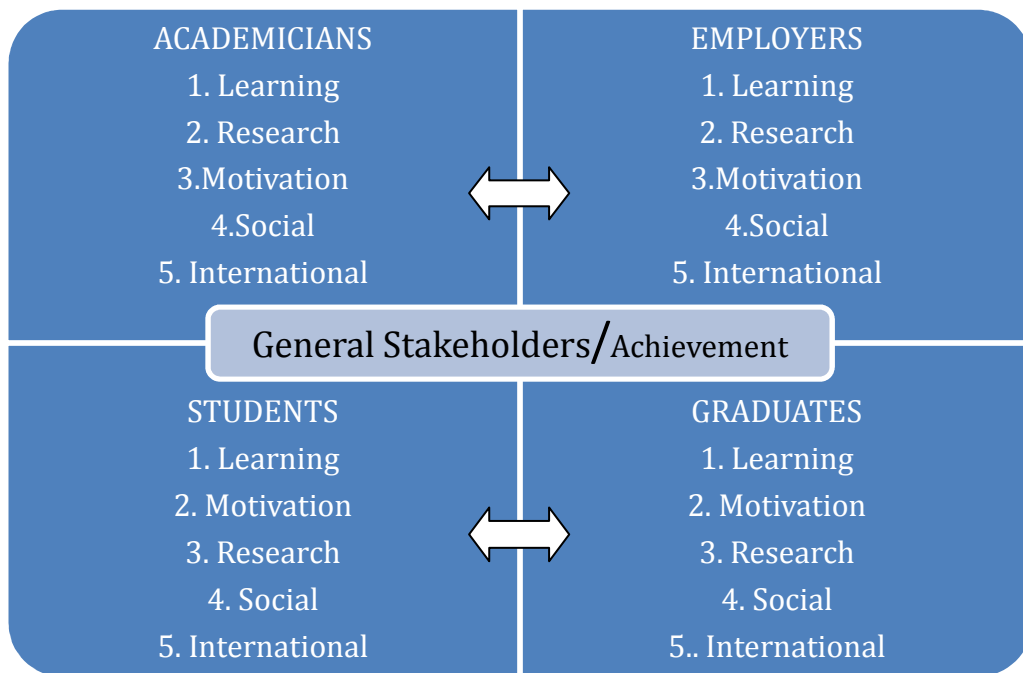 ACADEMICIANS
1. Learning
2. Research
3.Motivation
4.Social
5. International
EMPLOYERS
1. Learning
2. Research
3.Motivation
4.Social
5. International
General Stakeholders/Achievement
STUDENTS
1. Learning
2. Motivation
3. Research
4. Social
5. International
GRADUATES
1. Learning
2. Motivation
3. Research
4. Social
5.. International